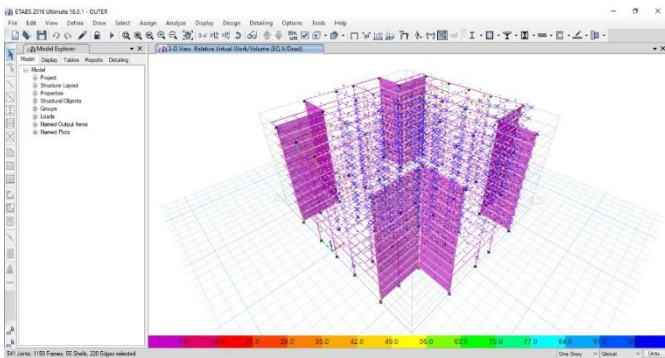 ETABS 2016 Ultimate 16.0.1 - OUTER
File Edit View Define Draw Select Assign Analyze Display Design Detailing Options Tools Help
Model Explorer
3-D View Relative Virtual Work/Volume (EQ X/Dead)
Model Display Tables Reports Detailing
Model
Project
Structure Layout
Properties
Structural Objects
Groups
Loads
Named Output Items
Named Plots
28.0 35.0 42.0 49.0 56.0 63.0 70.0 77.0
541 Joints, 1159 Frames, 55 Shells, 220 Edges selected
One Story Global Units...